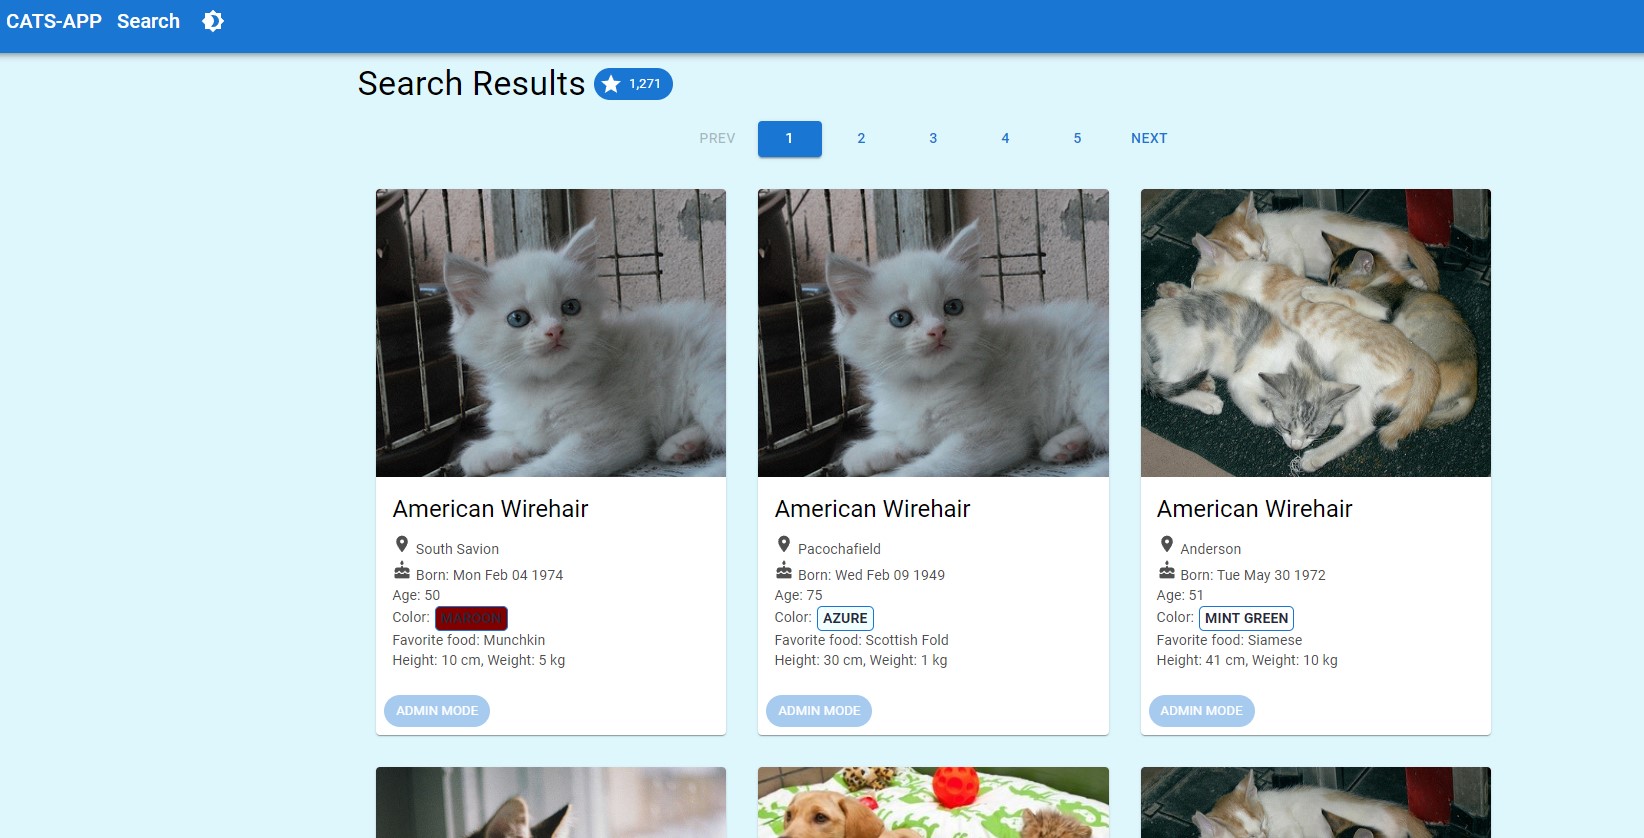 CATS-APP Search
Search Results 1,271
PREV 1 2 3 4 5 NEXT
American Wirehair
South Savion
Born: Mon Feb 04 1974
Age: 50
Color: MAROON
Favorite food: Munchkin
Height: 10 cm, Weight: 5 kg
ADMIN MODE
American Wirehair
Pacochafield
Born: Wed Feb 09 1949
Age: 75
Color: AZURE
Favorite food: Scottish Fold
Height: 30 cm, Weight: 1 kg
ADMIN MODE
American Wirehair
Anderson
Born: Tue May 30 1972
Age: 51
Color: MINT GREEN
Favorite food: Siamese
Height: 41 cm, Weight: 10 kg
ADMIN MODE